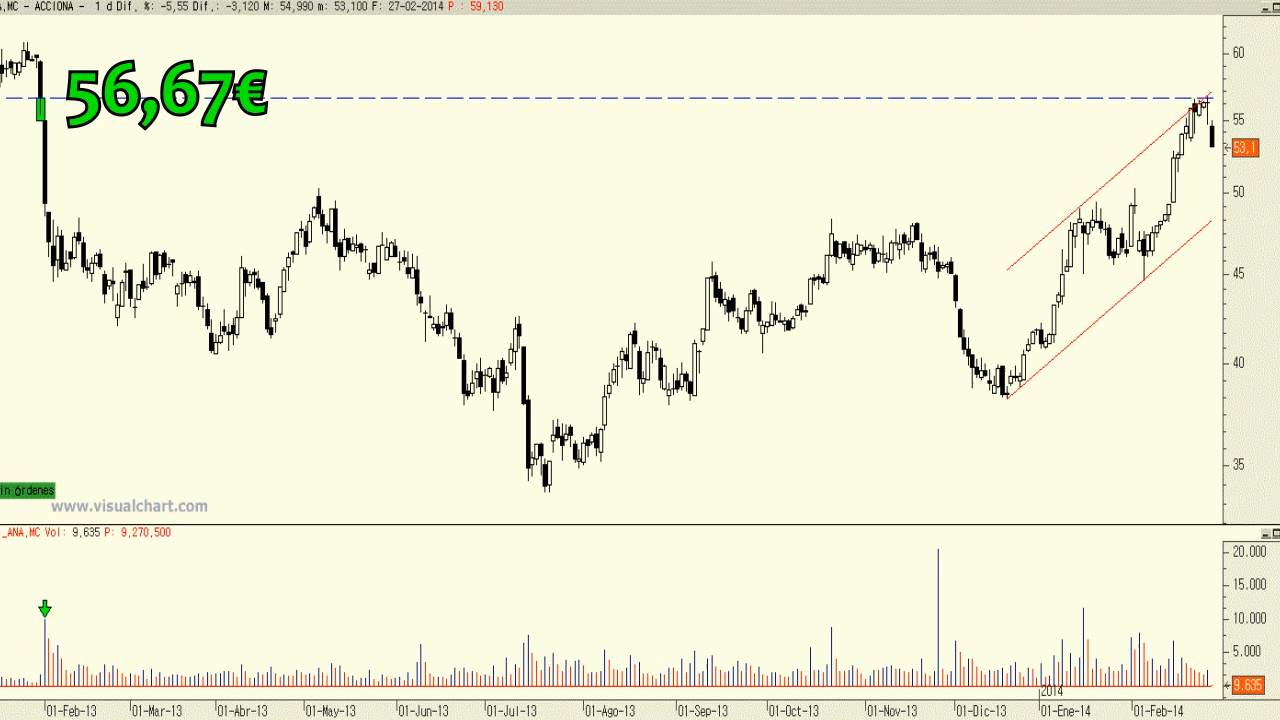 A,MC - ACCIONA - 1 d Dif, %: -5,55 Dif,: -3,120 M: 54,990 m: 53,100 F: 27-02-2014 P : 59,130
56,67€
60
55
53,1
50
45
40
35
in órdenes
www.visualchart.com
_ANA,MC Vol: 9,635 P: 9,270,500
20.000
15.000
10.000
5.000
9.635
2014
01-Feb-13 01-Mar-13 01-Abr-13 01-May-13 01-Jun-13 01-Jul-13 01-Ago-13 01-Sep-13 01-Oct-13 01-Nov-13 01-Dic-13 01-Ene-14 01-Feb-14